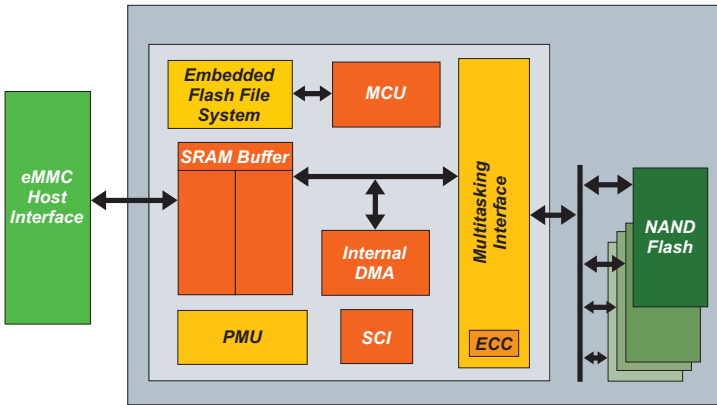 Embedded
Flash File
System
MCU
SRAM Buffer
eMMC
Host
Interface
Multitasking
Interface
NAND
Flash
Internal
DMA
PMU
SCI
ECC